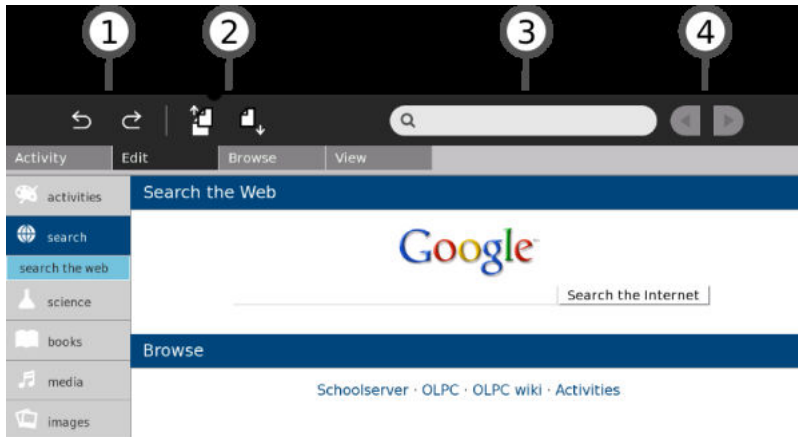 1 2 3 4
Activity Edit Browse View
activities
search
search the web
science
books
media
images
Search the Web
Google
Search the Internet
Browse
Schoolserver · OLPC · OLPC wiki · Activities